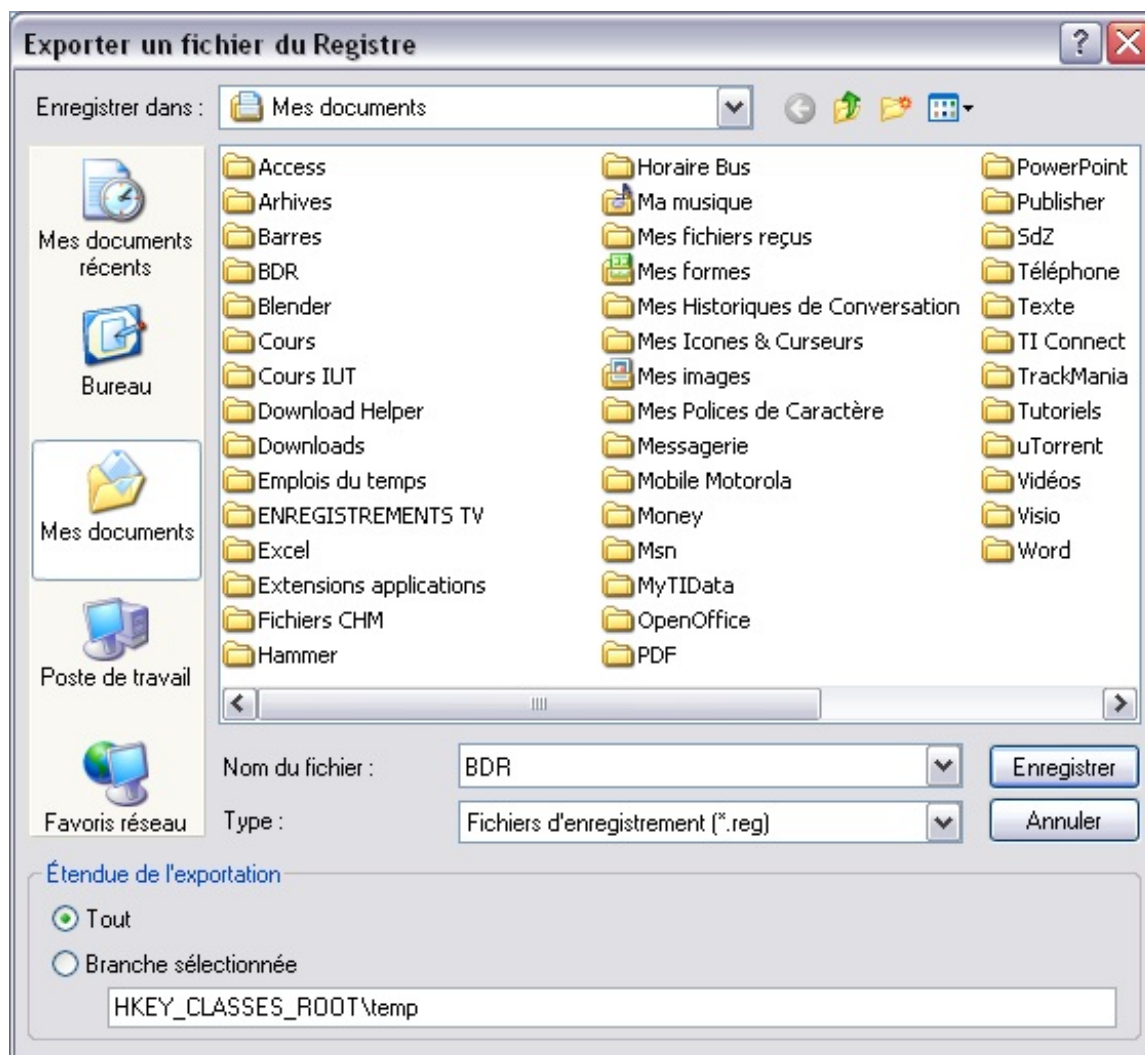 Exporter un fichier du Registre
Enregistrer dans :
Mes documents
Mes documents
récents
Bureau
Mes documents
Poste de travail
Favoris réseau
Access
Arhives
Barres
BDR
Blender
Cours
Cours IUT
Download Helper
Downloads
Emplois du temps
ENREGISTREMENTS TV
Excel
Extensions applications
Fichiers CHM
Hammer
Horaire Bus
Ma musique
Mes fichiers reçus
Mes formes
Mes Historiques de Conversation
Mes Icones & Curseurs
Mes images
Mes Polices de Caractère
Messagerie
Mobile Motorola
Money
Msn
MyTIData
OpenOffice
PDF
PowerPoint
Publisher
SdZ
Téléphone
Texte
TI Connect
TrackMania
Tutoriels
uTorrent
Vidéos
Visio
Word
Nom du fichier :
BDR
Enregistrer
Type :
Fichiers d'enregistrement (*.reg)
Annuler
Étendue de l'exportation
Tout
Branche sélectionnée
HKEY_CLASSES_ROOT\temp